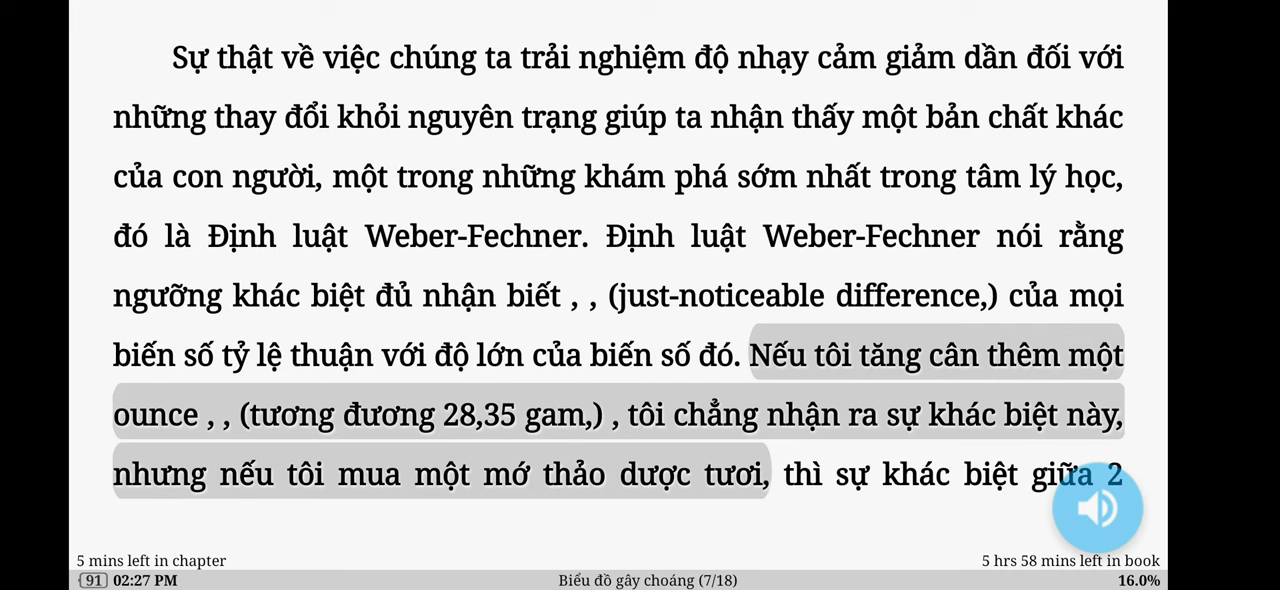 Sự thật về việc chúng ta trải nghiệm độ nhạy cảm giảm dần đối với
những thay đổi khỏi nguyên trạng giúp ta nhận thấy một bản chất khác
của con người, một trong những khám phá sớm nhất trong tâm lý học,
đó là Định luật Weber-Fechner. Định luật Weber-Fechner nói rằng
ngưỡng khác biệt đủ nhận biết , , (just-noticeable difference,) của mọi
biến số tỷ lệ thuận với độ lớn của biến số đó. Nếu tôi tăng cân thêm một
ounce , , (tương đương 28,35 gam,) , tôi chẳng nhận ra sự khác biệt này,
nhưng nếu tôi mua một mớ thảo dược tươi, thì sự khác biệt giữa 2
5 mins left in chapter 5 hrs 58 mins left in book
91 02:27 PM Biểu đồ gây choáng (7/18) 16.0%